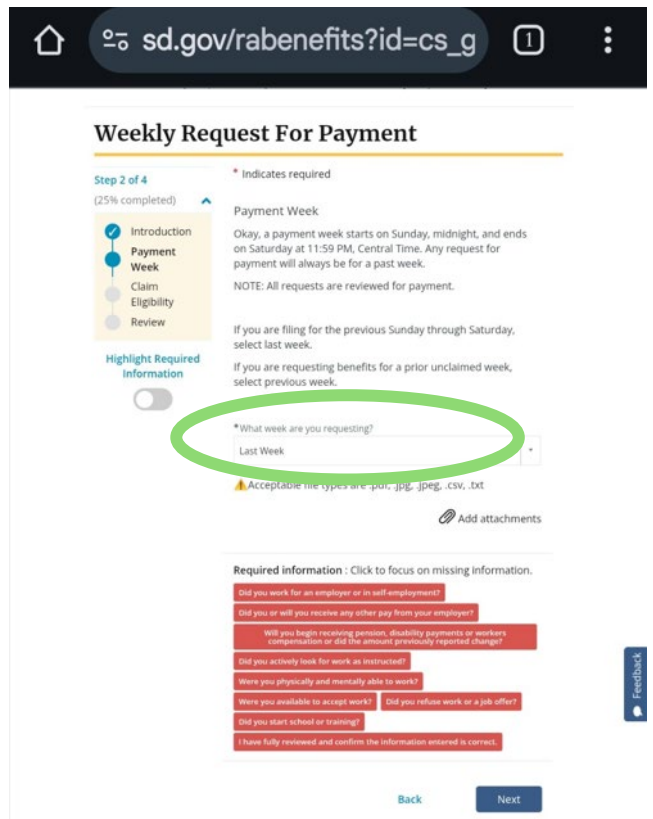 sd.gov/rabenefits?id=cs_g
1
Weekly Request For Payment
Step 2 of 4
(25% completed)
Introduction
Payment
Week
Claim
Eligibility
Review
Highlight Required
Information
* Indicates required
Payment Week
Okay, a payment week starts on Sunday, midnight, and ends
on Saturday at 11:59 PM, Central Time. Any request for
payment will always be for a past week.
NOTE: All requests are reviewed for payment.
If you are filing for the previous Sunday through Saturday,
select last week.
If you are requesting benefits for a prior unclaimed week,
select previous week.
*What week are you requesting?
Last Week
Acceptable file types are .pdf, .jpg, .jpeg, .csv, .txt
Add attachments
Required information : Click to focus on missing information.
Did you work for an employer or in self-employment?
Did you or will you receive any other pay from your employer?
Will you begin receiving pension, disability payments or workers
compensation or did the amount previously reported change?
Did you actively look for work as instructed?
Were you physically and mentally able to work?
Were you available to accept work? Did you refuse work or a job offer?
Did you start school or training?
I have fully reviewed and confirm the information entered is correct.
Feedback
Back Next